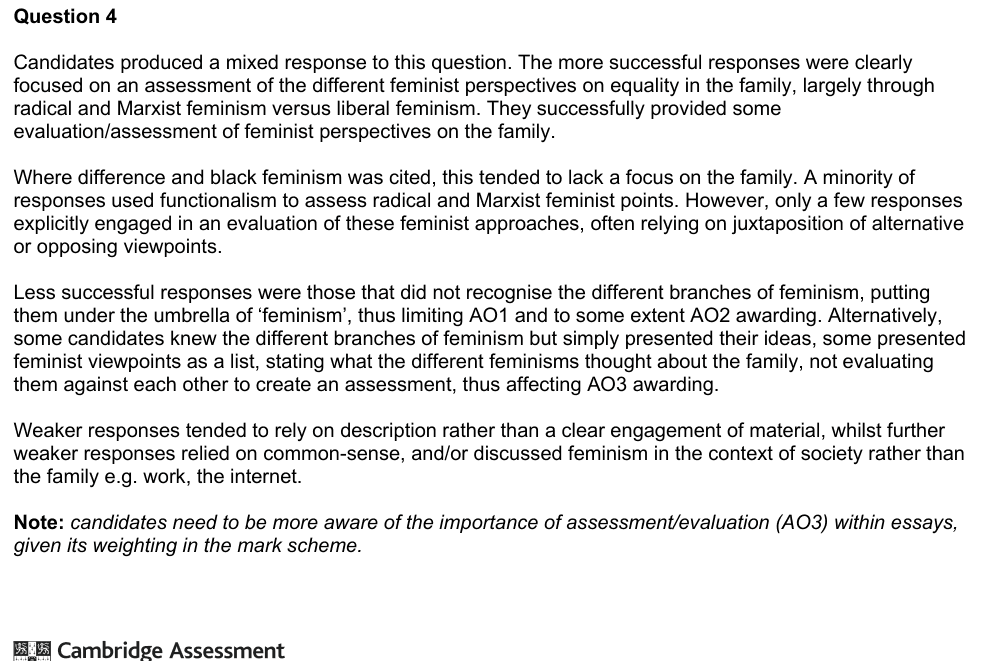 Question 4
Candidates produced a mixed response to this question. The more successful responses were clearly
focused on an assessment of the different feminist perspectives on equality in the family, largely through
radical and Marxist feminism versus liberal feminism. They successfully provided some
evaluation/assessment of feminist perspectives on the family.
Where difference and black feminism was cited, this tended to lack a focus on the family. A minority of
responses used functionalism to assess radical and Marxist feminist points. However, only a few responses
explicitly engaged in an evaluation of these feminist approaches, often relying on juxtaposition of alternative
or opposing viewpoints.
Less successful responses were those that did not recognise the different branches of feminism, putting
them under the umbrella of ‘feminism’, thus limiting AO1 and to some extent AO2 awarding. Alternatively,
some candidates knew the different branches of feminism but simply presented their ideas, some presented
feminist viewpoints as a list, stating what the different feminisms thought about the family, not evaluating
them against each other to create an assessment, thus affecting AO3 awarding.
Weaker responses tended to rely on description rather than a clear engagement of material, whilst further
weaker responses relied on common-sense, and/or discussed feminism in the context of society rather than
the family e.g. work, the internet.
Note: candidates need to be more aware of the importance of assessment/evaluation (AO3) within essays,
given its weighting in the mark scheme.
Cambridge Assessment